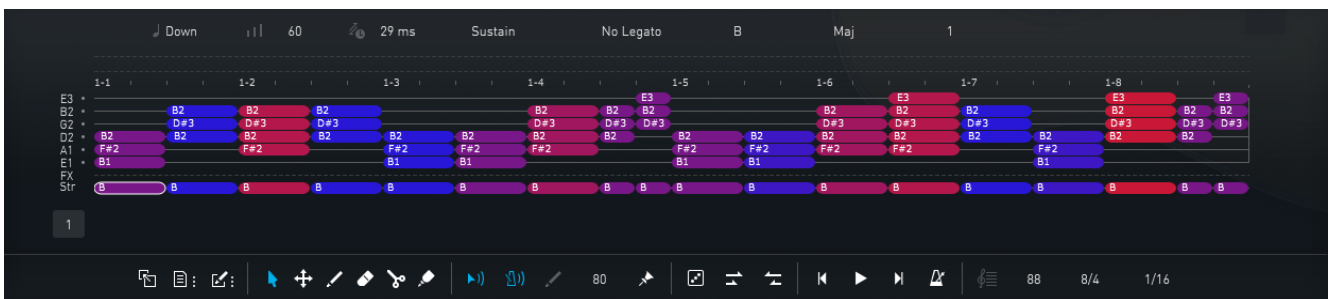 Down 60 29 ms Sustain No Legato B Maj 1
1-1 1-2 1-3 1-4 1-5 1-6 1-7 1-8
E3 E3 E3 E3 E3
B2 B2 B2 B2 B2 B2 B2 B2 B2 B2 B2 B2 B2
G2 D#3 D#3 D#3 D#3 D#3 D#3 D#3 D#3 D#3 D#3 D#3 D#3
D2 B2 B2 B2 B2 B2 B2 B2 B2 B2 B2 B2 B2 B2 B2 B2 B2
A1 F#2 F#2 F#2 F#2 F#2 F#2 F#2 F#2 F#2 F#2
E1 B1 B1 B1 B1 B1 B1
FX
Str B B B B B B B B B B B B B B B B B B
1
80 88 8/4 1/16